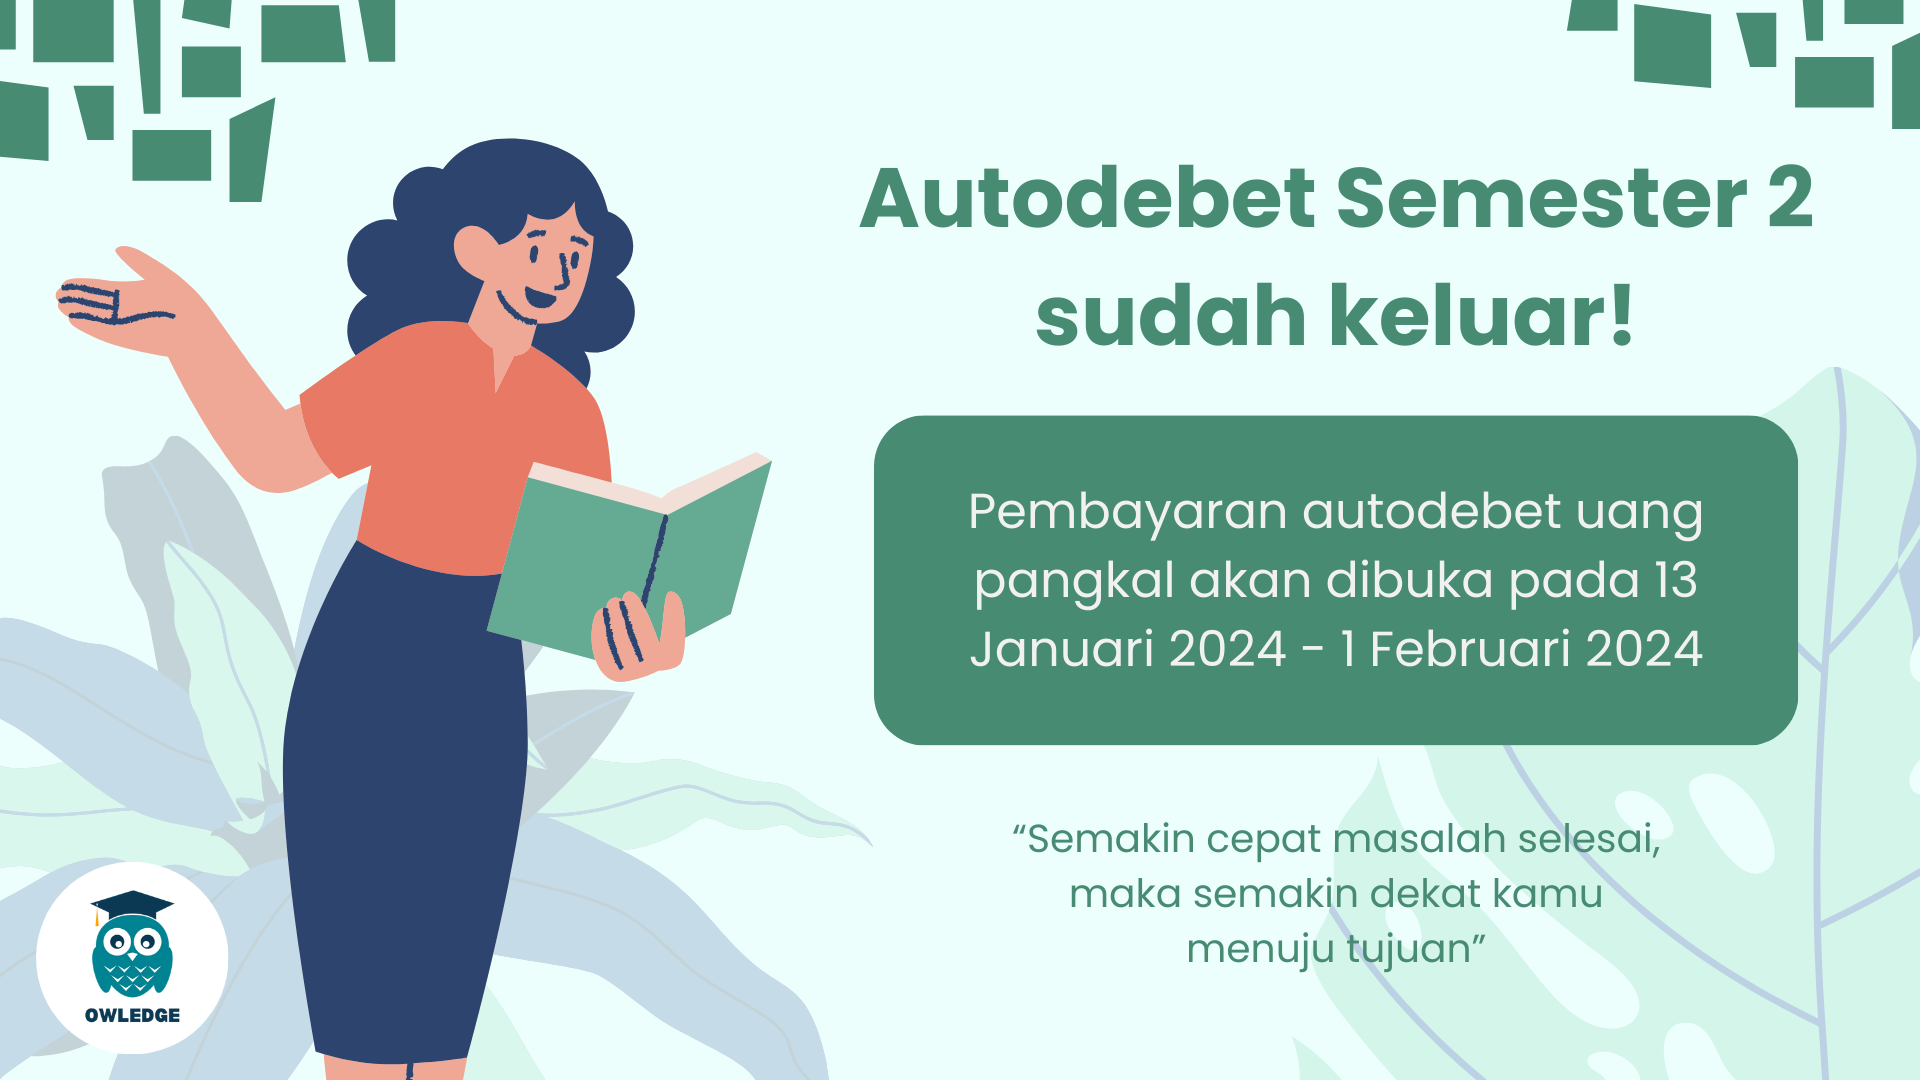 Autodebet Semester 2
sudah keluar!
Pembayaran autodebet uang
pangkal akan dibuka pada 13
Januari 2024 - 1 Februari 2024
“Semakin cepat masalah selesai,
maka semakin dekat kamu
menuju tujuan”
OWLEDGE